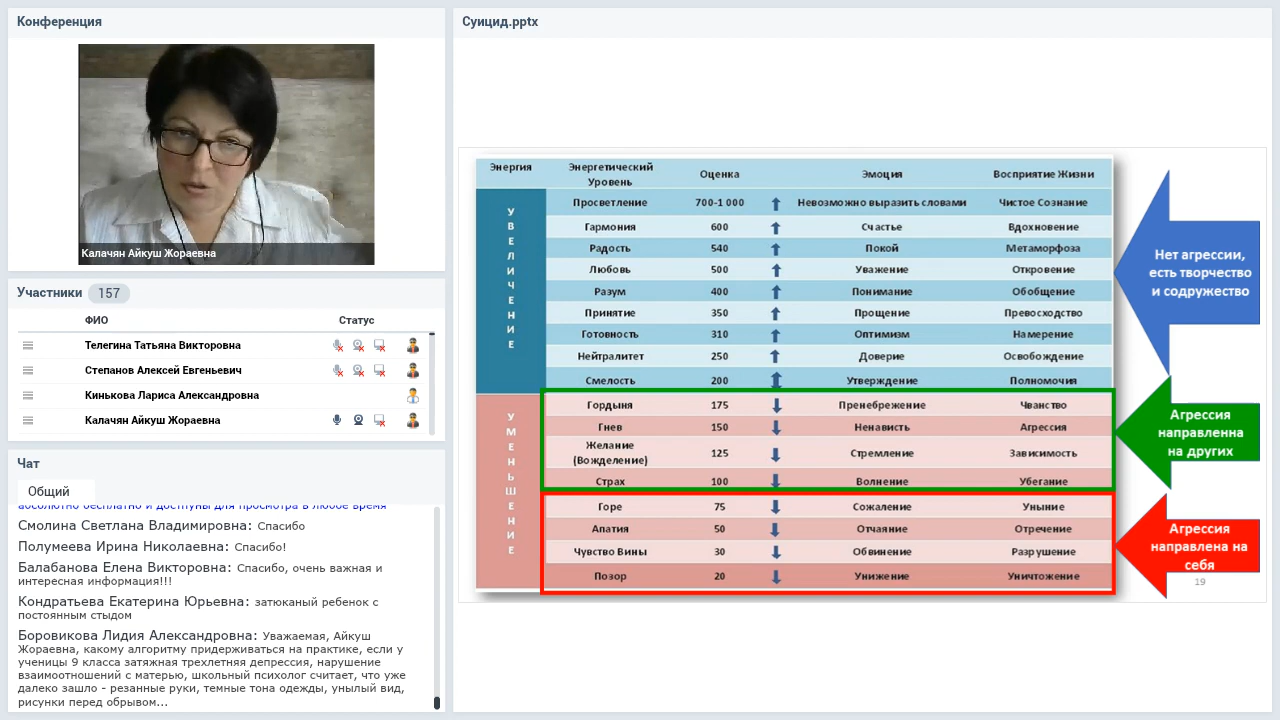 Конференция
Калачян Айкуш Жораевна
Участники 157
ФИО Статус
Телегина Татьяна Викторовна
Степанов Алексей Евгеньевич
Кинькова Лариса Александровна
Калачян Айкуш Жораевна
Чат
Общий
абсолютно бесплатно и доступны для просмотра в любое время
Смолина Светлана Владимировна: Спасибо
Полумеева Ирина Николаевна: Спасибо!
Балабанова Елена Викторовна: Спасибо, очень важная и
интересная информация!!!
Кондратьева Екатерина Юрьевна: затюканый ребенок с
постоянным стыдом
Боровикова Лидия Александровна: Уважаемая, Айкуш
Жораевна, какому алгоритму придерживаться на практике, если у
ученицы 9 класса затяжная трехлетняя депрессия, нарушение
взаимоотношений с матерью, школьный психолог считает, что уже
далеко зашло - резанные руки, темные тона одежды, унылый вид,
рисунки перед обрывом...
Суицид.pptx
Энергия Энергетический Уровень Оценка Эмоция Восприятие Жизни
УВЕЛИЧЕНИЕ
Просветление 700-1 000 Невозможно выразить словами Чистое Сознание
Гармония 600 Счастье Вдохновение
Радость 540 Покой Метаморфоза
Любовь 500 Уважение Откровение
Разум 400 Понимание Обобщение
Принятие 350 Прощение Превосходство
Готовность 310 Оптимизм Намерение
Нейтралитет 250 Доверие Освобождение
Смелость 200 Утверждение Полномочия
УМЕНЬШЕНИЕ
Гордыня 175 Пренебрежение Чванство
Гнев 150 Ненависть Агрессия
Желание (Вожделение) 125 Стремление Зависимость
Страх 100 Волнение Убегание
Горе 75 Сожаление Уныние
Апатия 50 Отчаяние Отречение
Чувство Вины 30 Обвинение Разрушение
Позор 20 Унижение Уничтожение
Нет агрессии,
есть творчество
и содружество
Агрессия
направленна
на других
Агрессия
направлена на
себя
19